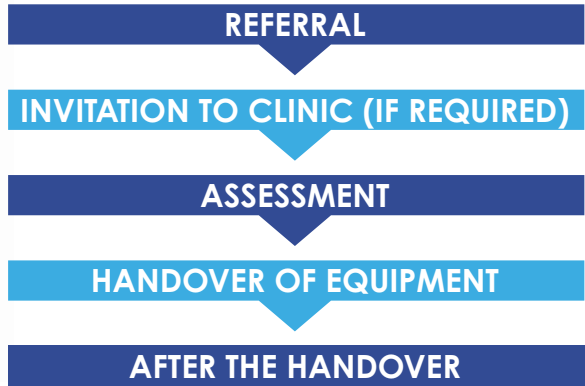 REFERRAL
INVITATION TO CLINIC (IF REQUIRED)
ASSESSMENT
HANDOVER OF EQUIPMENT
AFTER THE HANDOVER